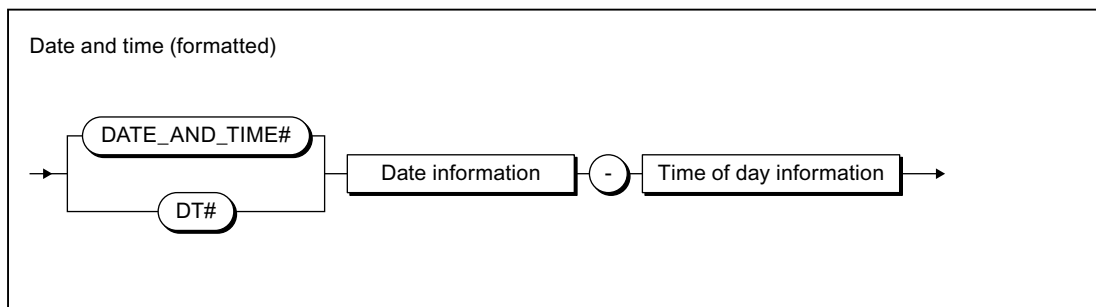 Date and time (formatted)
DATE_AND_TIME#
DT#
Date information
-
Time of day information